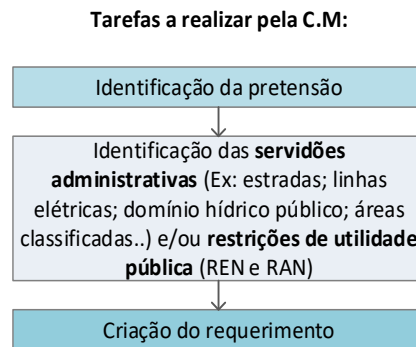 Tarefas a realizar pela C.M:
Identificação da pretensão
Identificação das servidões
administrativas (Ex: estradas; linhas
elétricas; domínio hídrico público; áreas
classificadas..) e/ou restrições de utilidade
pública (REN e RAN)
Criação do requerimento